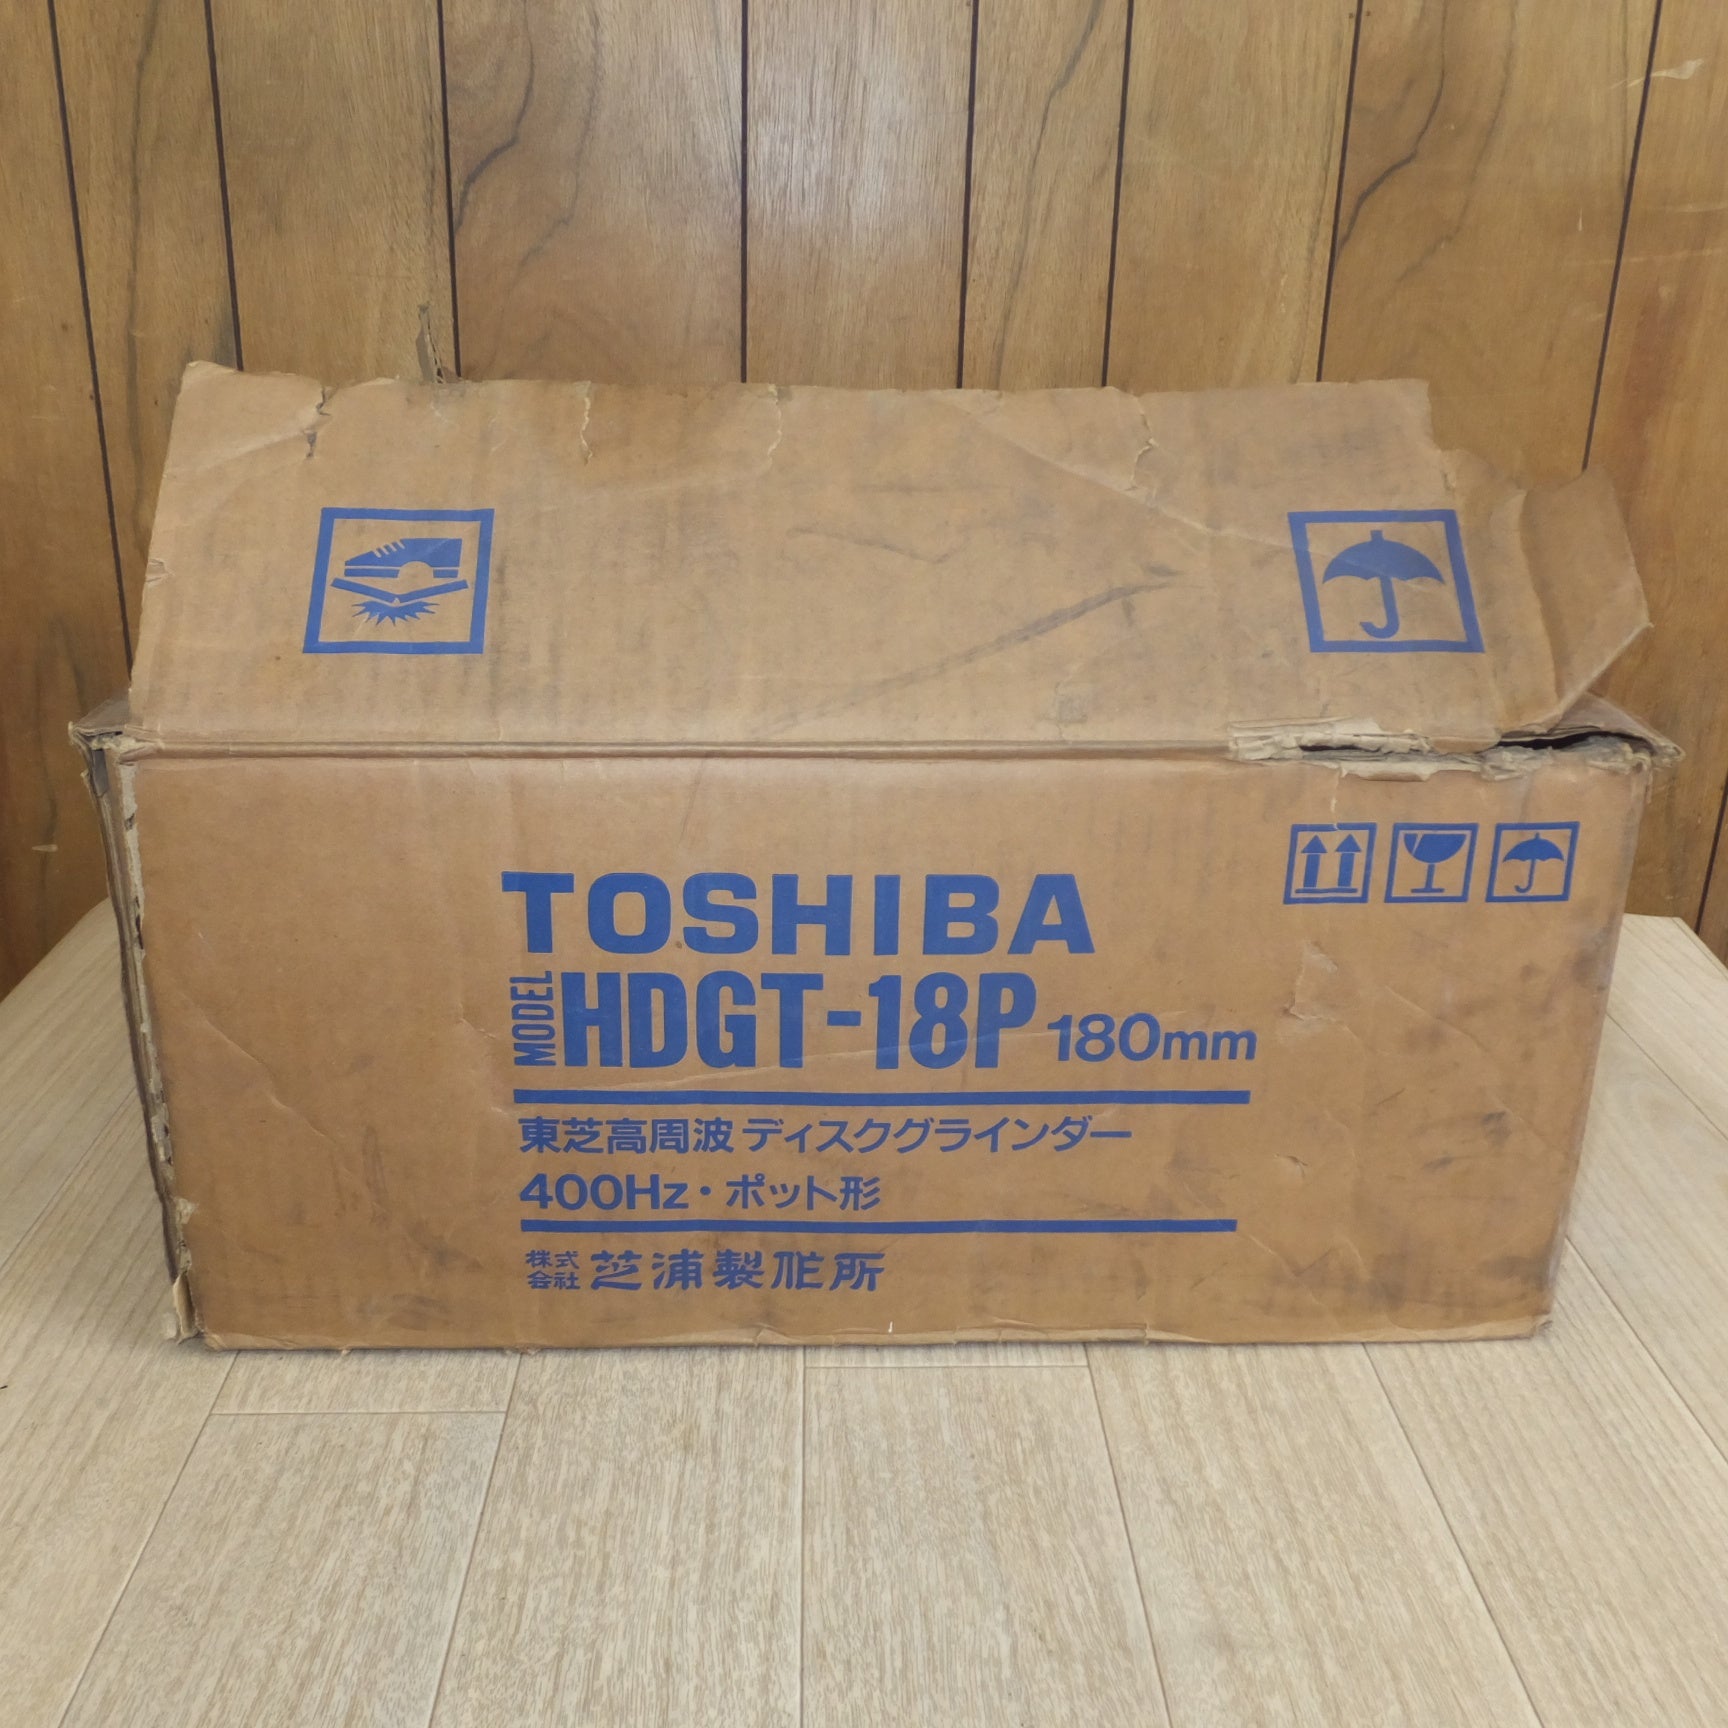 TOSHIBA
MODEL HDGT-18P 180mm
東芝高周波 ディスクグラインダー
400Hz・ポット形
株式会社 芝浦製作所